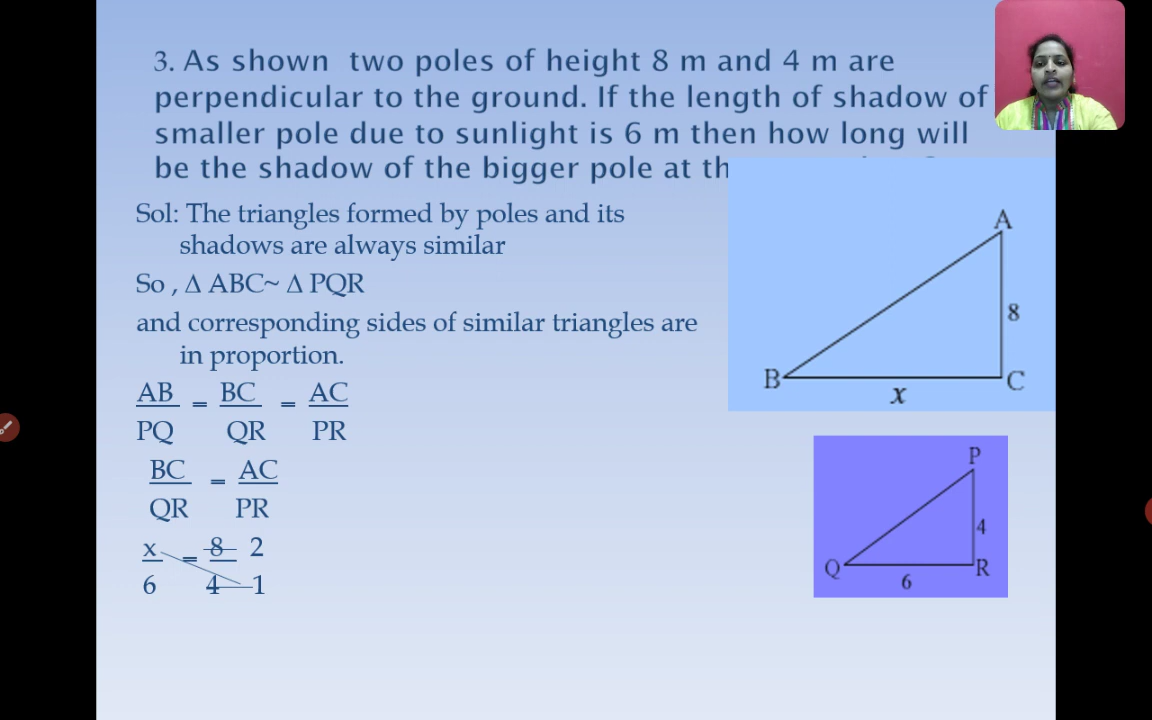 3. As shown two poles of height 8 m and 4 m are
perpendicular to the ground. If the length of shadow of
smaller pole due to sunlight is 6 m then how long will
be the shadow of the bigger pole at
Sol: The triangles formed by poles and its
shadows are always similar
So , Δ ABC~ Δ PQR
and corresponding sides of similar triangles are
in proportion.
AB = BC = AC
PQ QR PR
BC = AC
QR PR
x = 8 2
6 4 1
A
8
B
C
x
P
4
Q
R
6